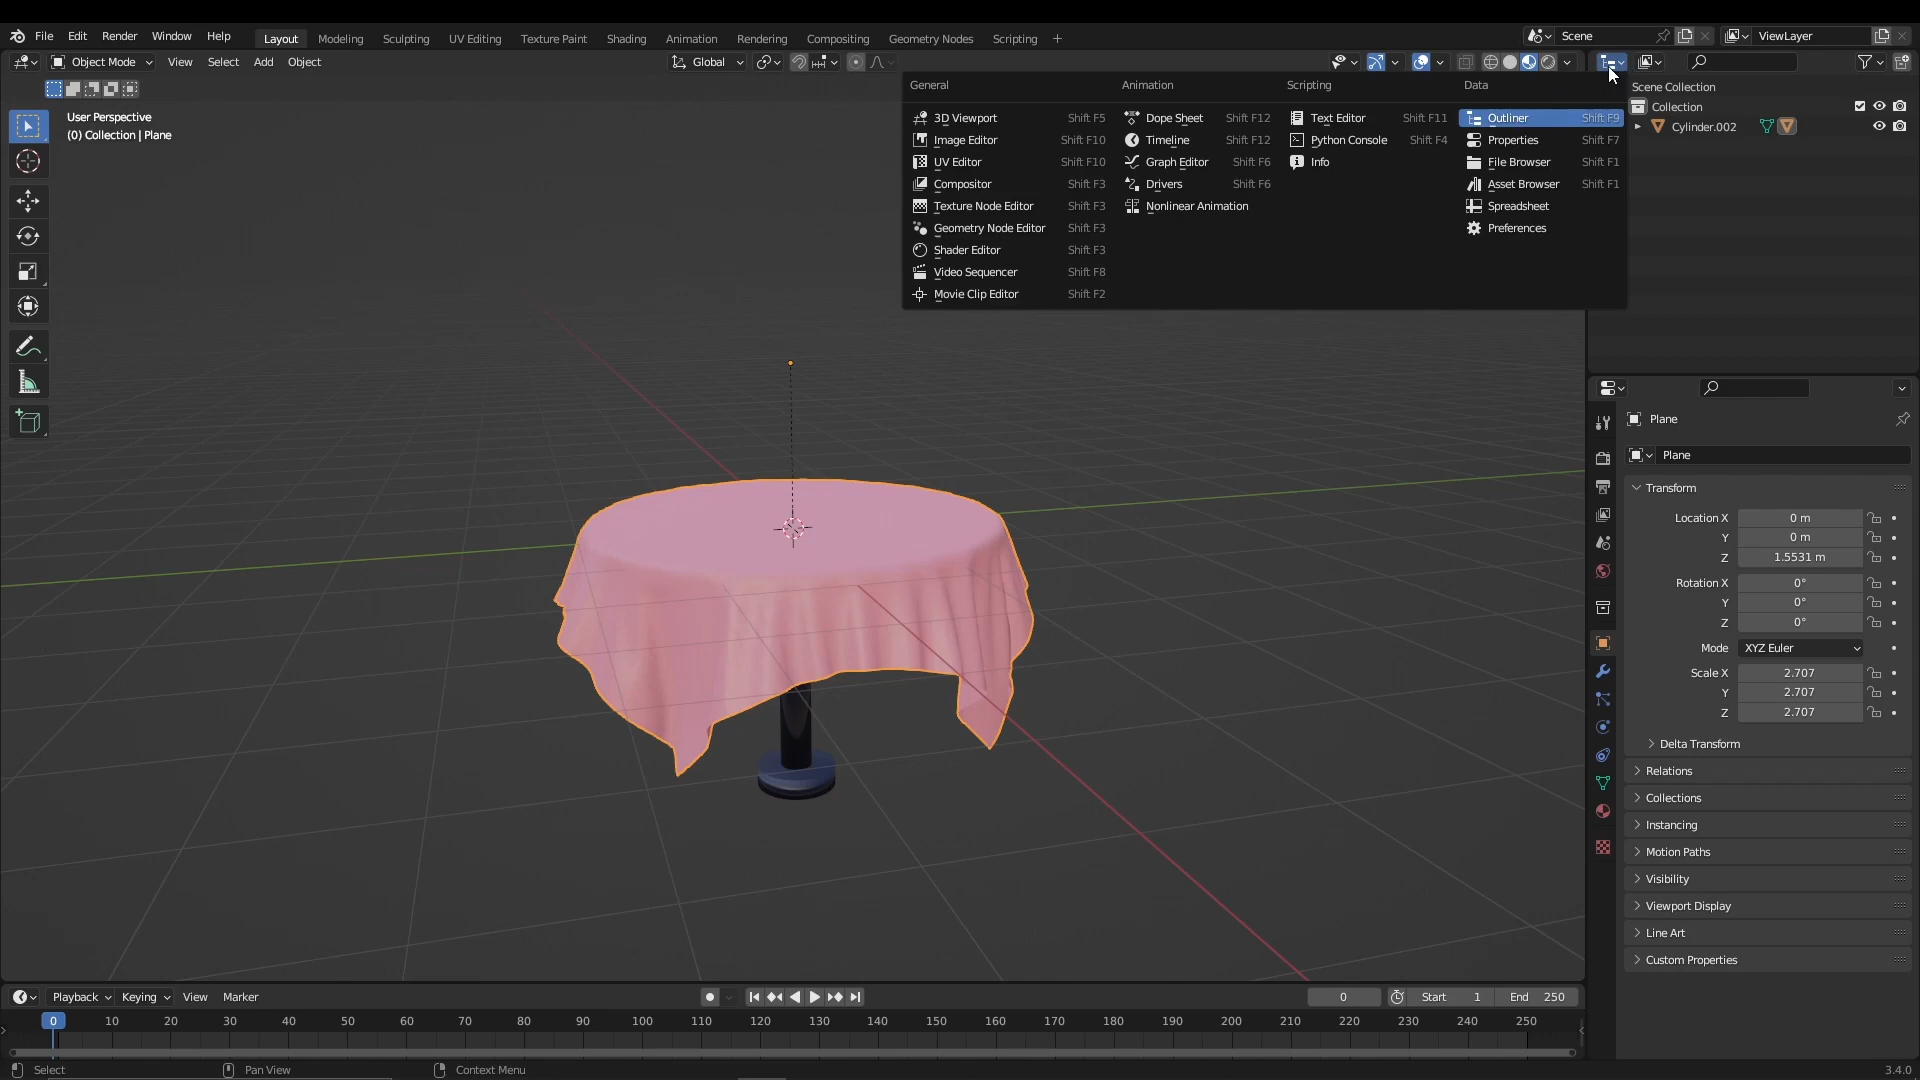 File Edit Render Window Help Layout Modeling Sculpting UV Editing Texture Paint Shading Animation Rendering Compositing Geometry Nodes Scripting + Scene ViewLayer
Object Mode View Select Add Object Global
User Perspective
(0) Collection | Plane
General
3D Viewport Shift F5
Image Editor Shift F10
UV Editor Shift F10
Compositor Shift F3
Texture Node Editor Shift F3
Geometry Node Editor Shift F3
Shader Editor Shift F3
Video Sequencer Shift F8
Movie Clip Editor Shift F2
Animation
Dope Sheet Shift F12
Timeline Shift F12
Graph Editor Shift F6
Drivers Shift F6
Nonlinear Animation
Scripting
Text Editor Shift F11
Python Console Shift F4
Info
Data
Outliner Shift F9
Properties Shift F7
File Browser Shift F1
Asset Browser Shift F1
Spreadsheet
Preferences
Scene Collection
Collection
Cylinder.002
Plane
Plane
Transform
Location X 0 m
Y 0 m
Z 1.5531 m
Rotation X 0°
Y 0°
Z 0°
Mode XYZ Euler
Scale X 2.707
Y 2.707
Z 2.707
Delta Transform
Relations
Collections
Instancing
Motion Paths
Visibility
Viewport Display
Line Art
Custom Properties
Playback Keying View Marker 0 Start 1 End 250
0 10 20 30 40 50 60 70 80 90 100 110 120 130 140 150 160 170 180 190 200 210 220 230 240 250
Select Pan View Context Menu 3.4.0